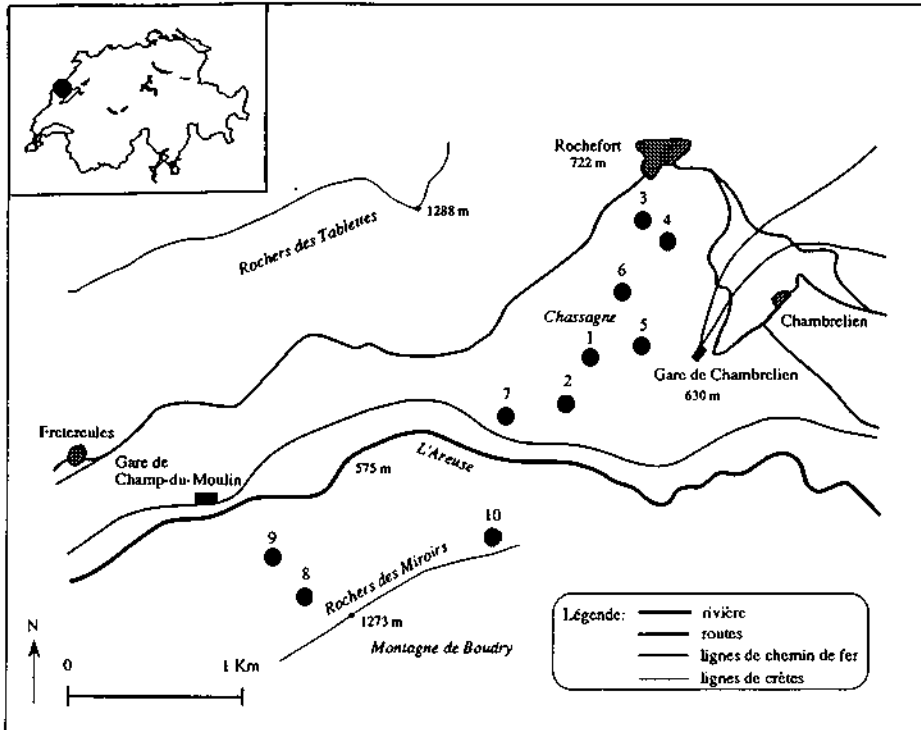 Rochefort
722 m
3
4
Rochers des Tablettes
1288 m
6
Chassagne
1
5
Chambrelien
Gare de Chambrelien
630 m
7
2
Fretereules
Gare de
Champ-du-Moulin
575 m
L'Areuse
9
8
10
Rochers des Miroirs
1273 m
Montagne de Boudry
N
0
1 Km
Légende:
rivière
routes
lignes de chemin de fer
lignes de crêtes